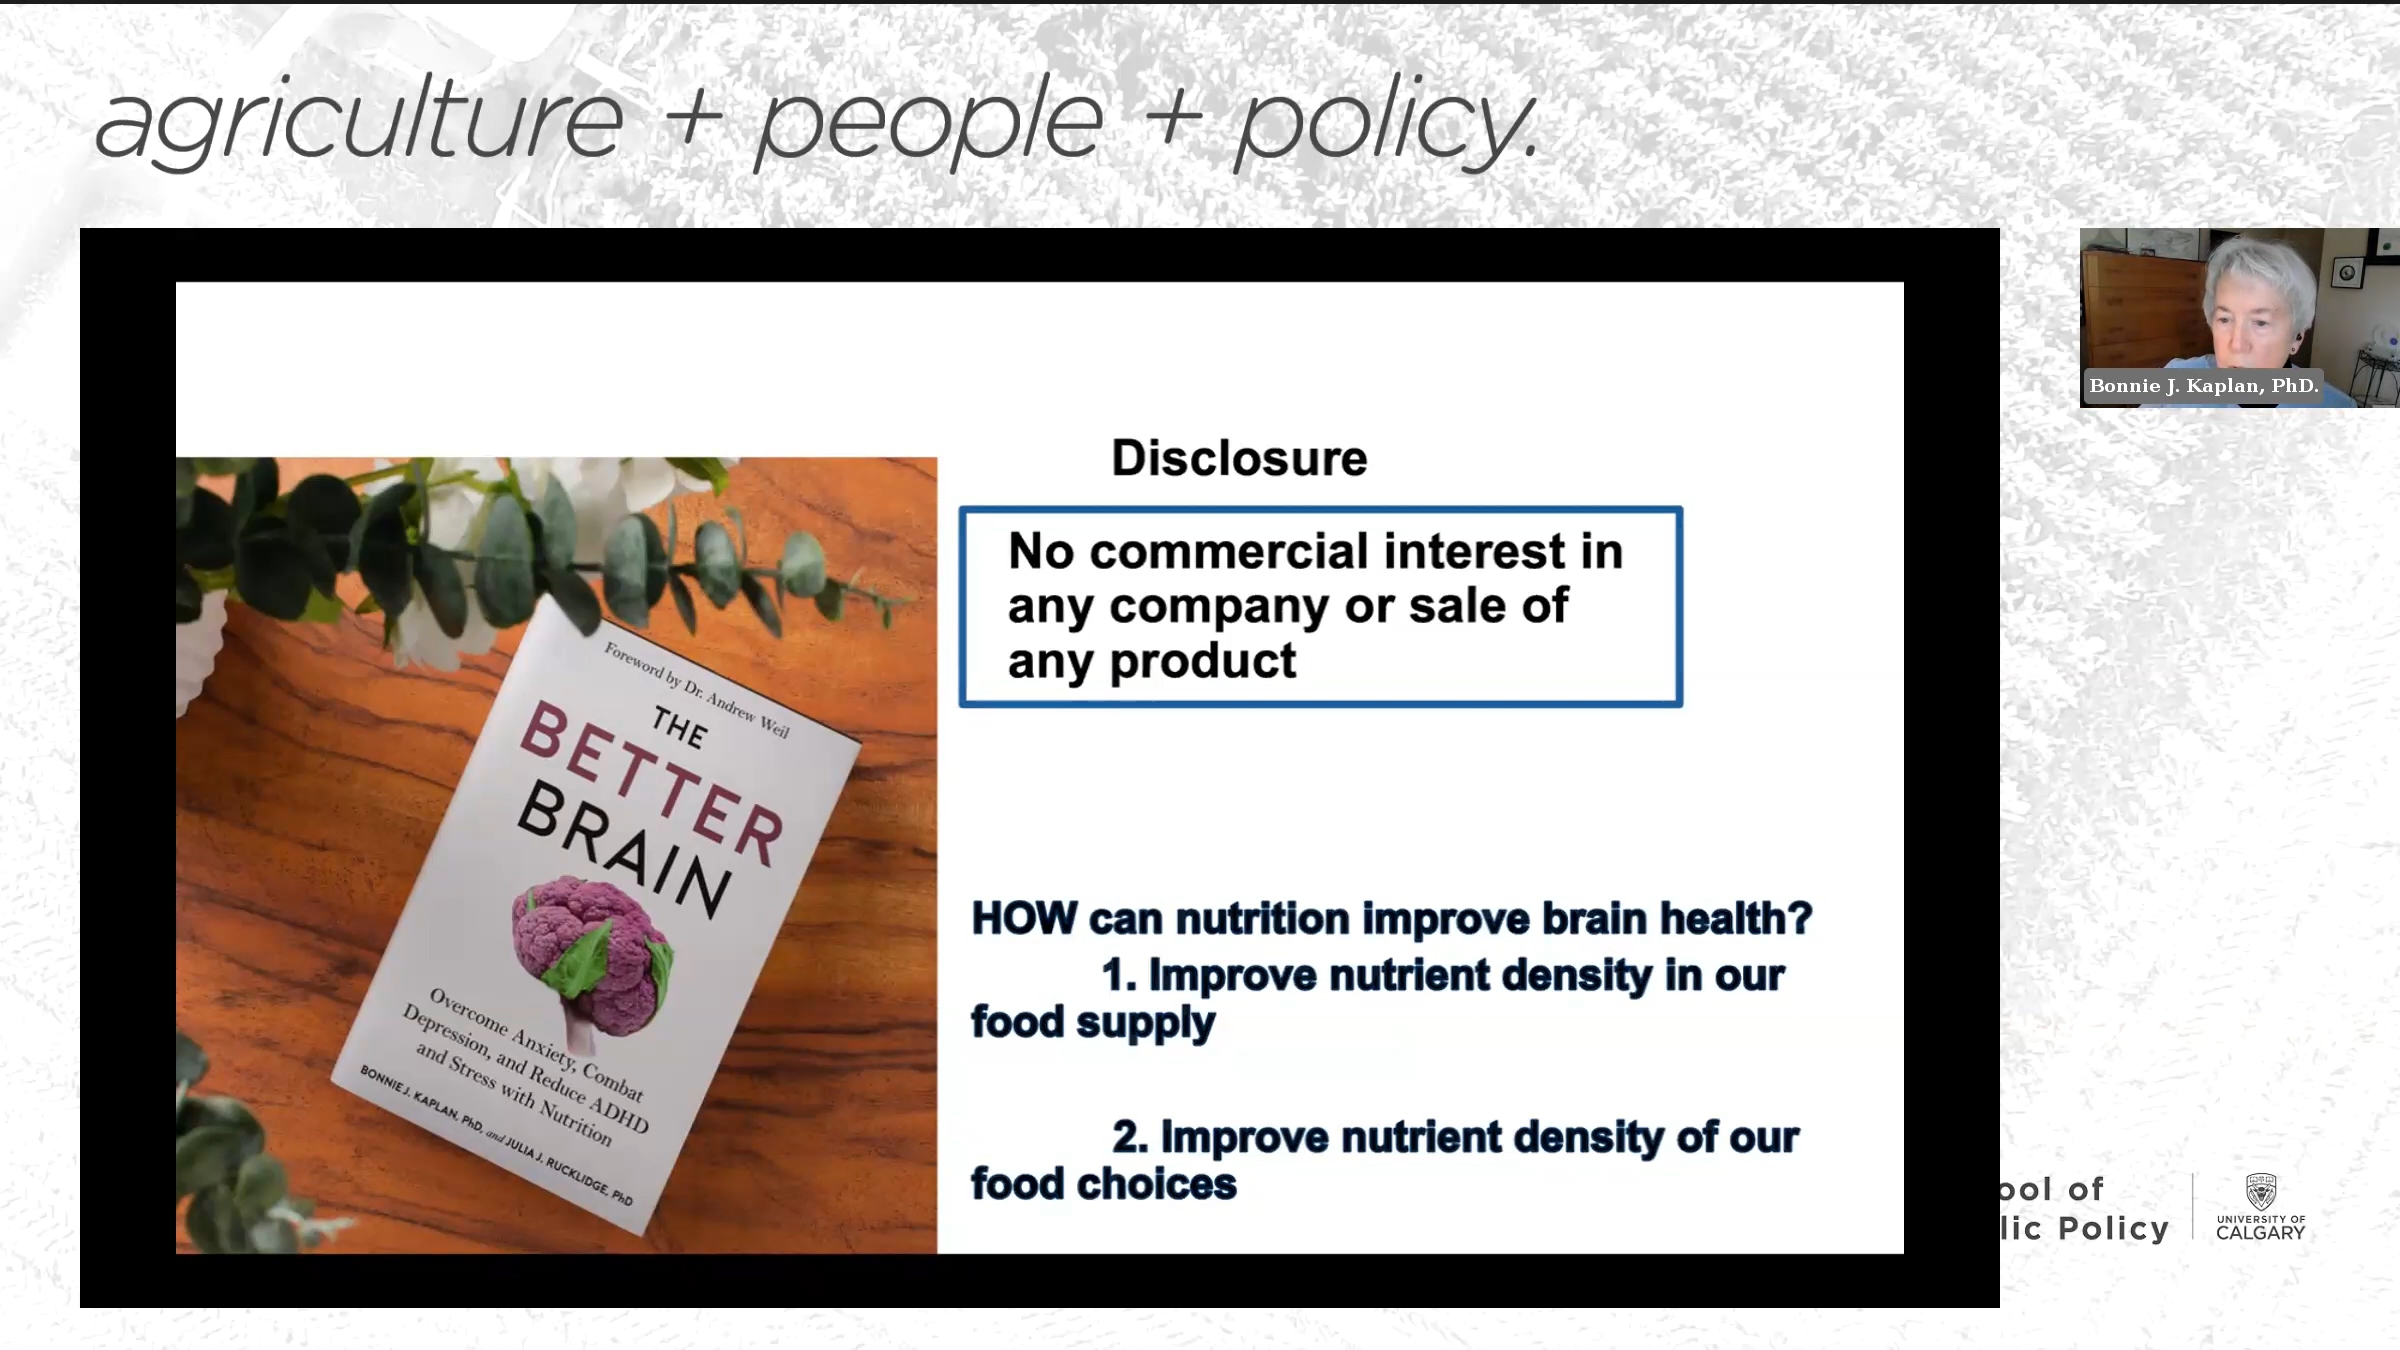 agriculture + people + policy.
Bonnie J. Kaplan, PhD.
Disclosure
No commercial interest in
any company or sale of
any product
Foreword by Dr. Andrew Weil
THE
BETTER
BRAIN
Overcome Anxiety, Combat
Depression, and Reduce ADHD
and Stress with Nutrition
BONNIE J. KAPLAN, PhD, and JULIA J. RUCKLIDGE, PhD
HOW can nutrition improve brain health?
1. Improve nutrient density in our
food supply
2. Improve nutrient density of our
food choices
ool of
lic Policy
UNIVERSITY OF
CALGARY